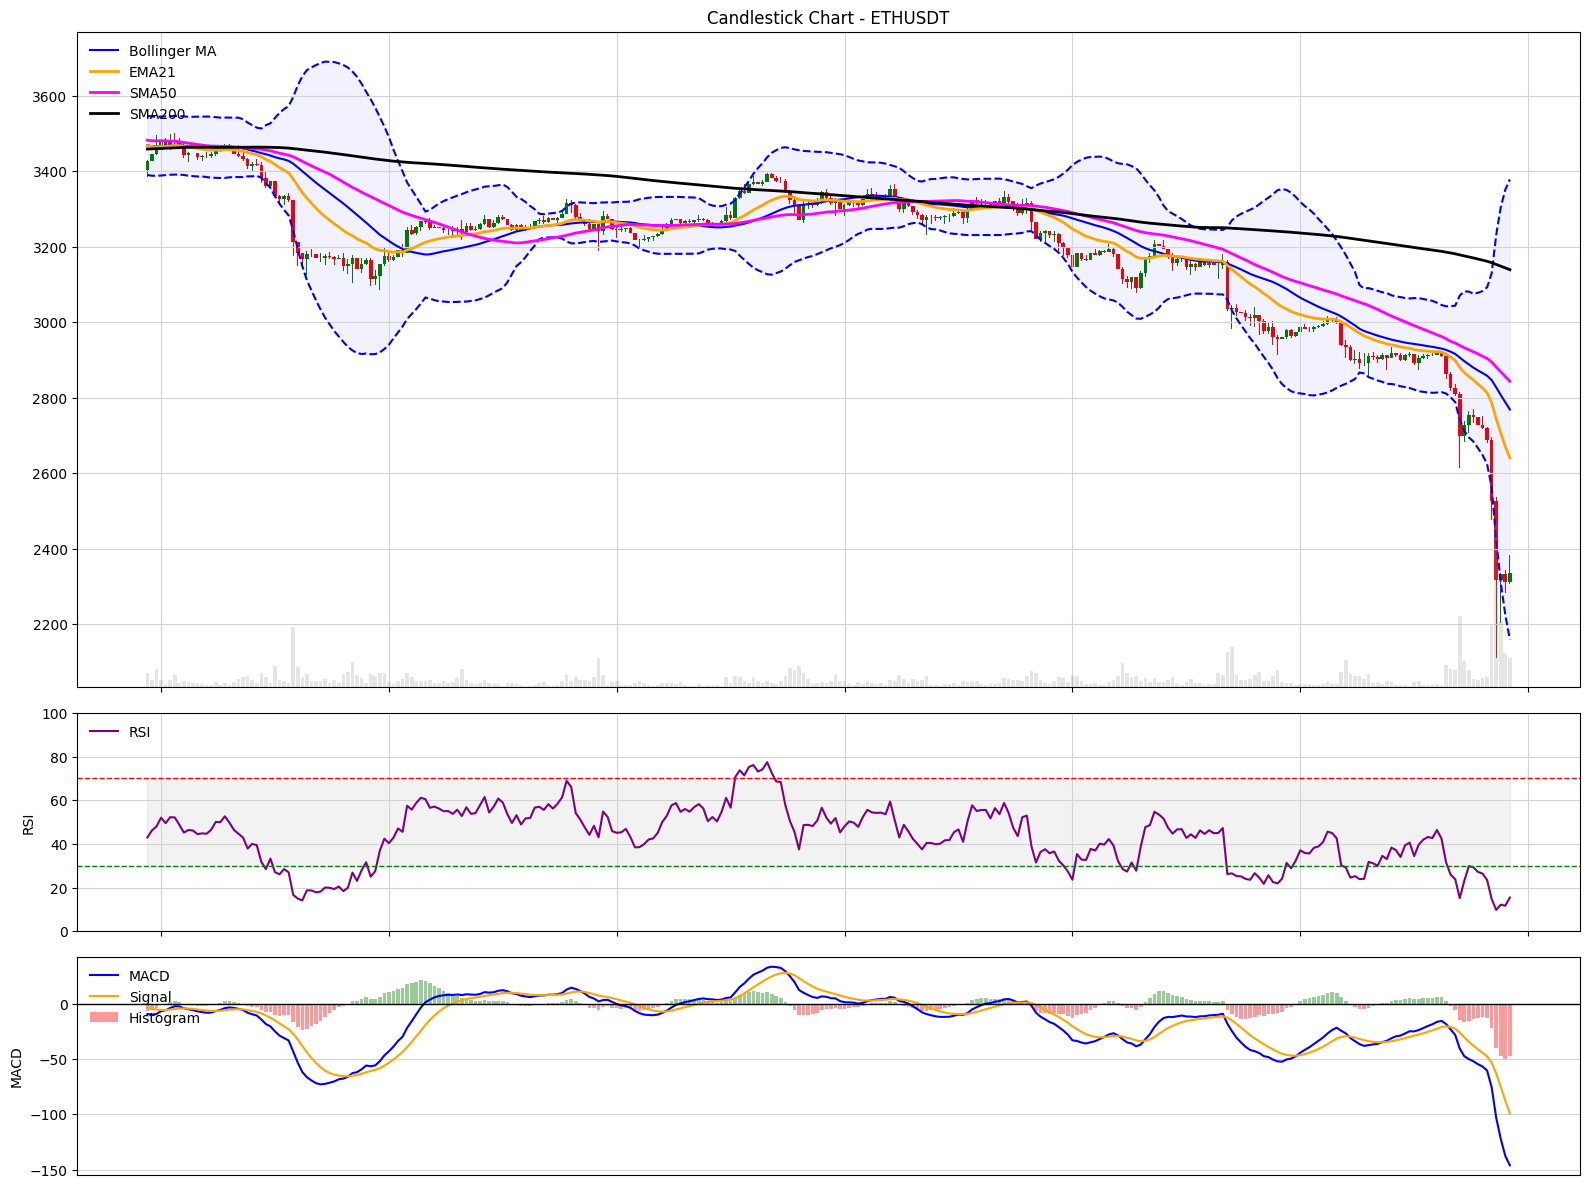 Candlestick Chart - ETHUSDT
Bollinger MA
EMA21
SMA50
SMA200
3600
3400
3200
3000
2800
2600
2400
2200
RSI
100
80
60
40
20
0
RSI
MACD
Signal
Histogram
0
−50
−100
−150
MACD